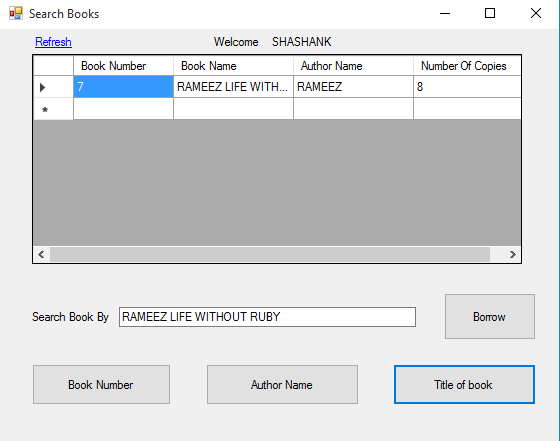 Search Books
Refresh Welcome SHASHANK
Book Number Book Name Author Name Number Of Copies
7 RAMEEZ LIFE WITH... RAMEEZ 8
*
Search Book By RAMEEZ LIFE WITHOUT RUBY Borrow
Book Number Author Name Title of book